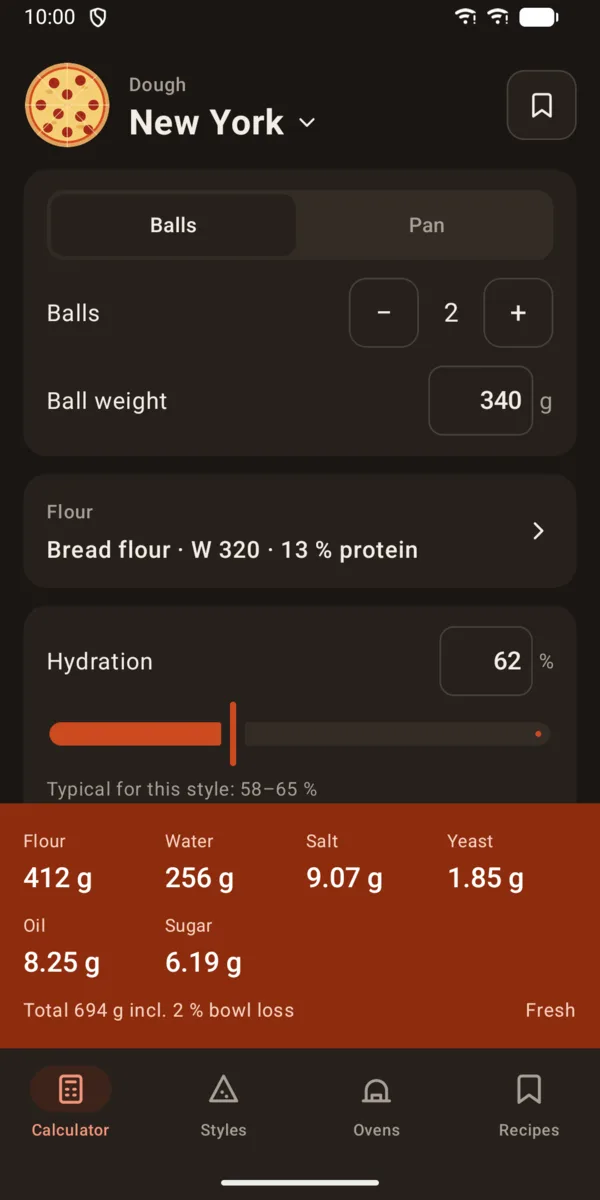 10:00
Dough
New York
Balls Pan
Balls − 2 +
Ball weight 340 g
Flour
Bread flour · W 320 · 13 % protein
Hydration 62 %
Typical for this style: 58–65 %
Flour Water Salt Yeast
412 g 256 g 9.07 g 1.85 g
Oil Sugar
8.25 g 6.19 g
Total 694 g incl. 2 % bowl loss Fresh
Calculator Styles Ovens Recipes